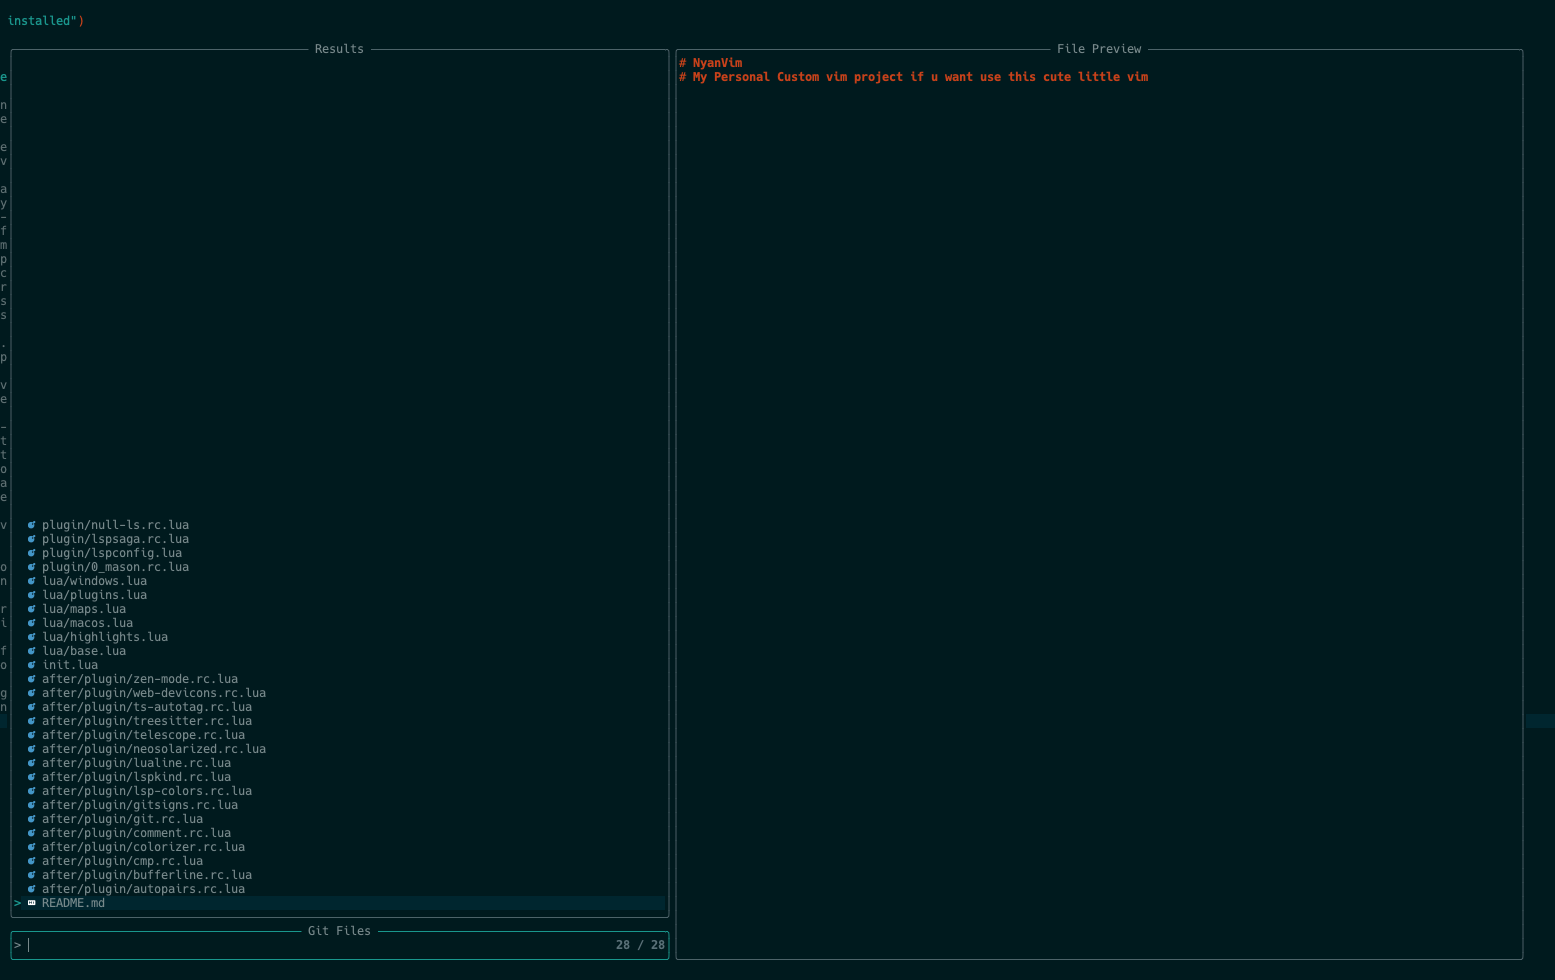 installed")
Results
File Preview
# NyanVim
# My Personal Custom vim project if u want use this cute little vim
e
n
e
e
v
a
y
-
f
m
p
c
r
s
s
.
p
v
e
-
t
t
o
a
e
v
o
n
r
i
f
o
g
n
plugin/null-ls.rc.lua
plugin/lspsaga.rc.lua
plugin/lspconfig.lua
plugin/0_mason.rc.lua
lua/windows.lua
lua/plugins.lua
lua/maps.lua
lua/macos.lua
lua/highlights.lua
lua/base.lua
init.lua
after/plugin/zen-mode.rc.lua
after/plugin/web-devicons.rc.lua
after/plugin/ts-autotag.rc.lua
after/plugin/treesitter.rc.lua
after/plugin/telescope.rc.lua
after/plugin/neosolarized.rc.lua
after/plugin/lualine.rc.lua
after/plugin/lspkind.rc.lua
after/plugin/lsp-colors.rc.lua
after/plugin/gitsigns.rc.lua
after/plugin/git.rc.lua
after/plugin/comment.rc.lua
after/plugin/colorizer.rc.lua
after/plugin/cmp.rc.lua
after/plugin/bufferline.rc.lua
after/plugin/autopairs.rc.lua
> README.md
Git Files
> 28 / 28